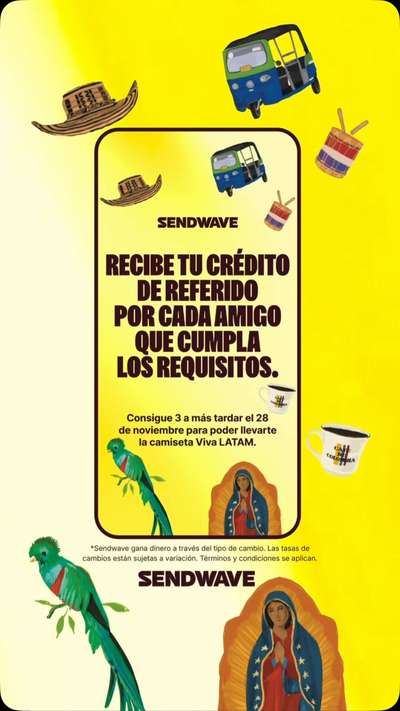 SENDWAVE
RECIBE TU CRÉDITO
DE REFERIDO
POR CADA AMIGO
QUE CUMPLA
LOS REQUISITOS.
Consigue 3 a más tardar el 28
de noviembre para poder llevarte
la camiseta Viva LATAM.
*Sendwave gana dinero a través del tipo de cambio. Las tasas de
cambios están sujetas a variación. Términos y condiciones se aplican.
SENDWAVE